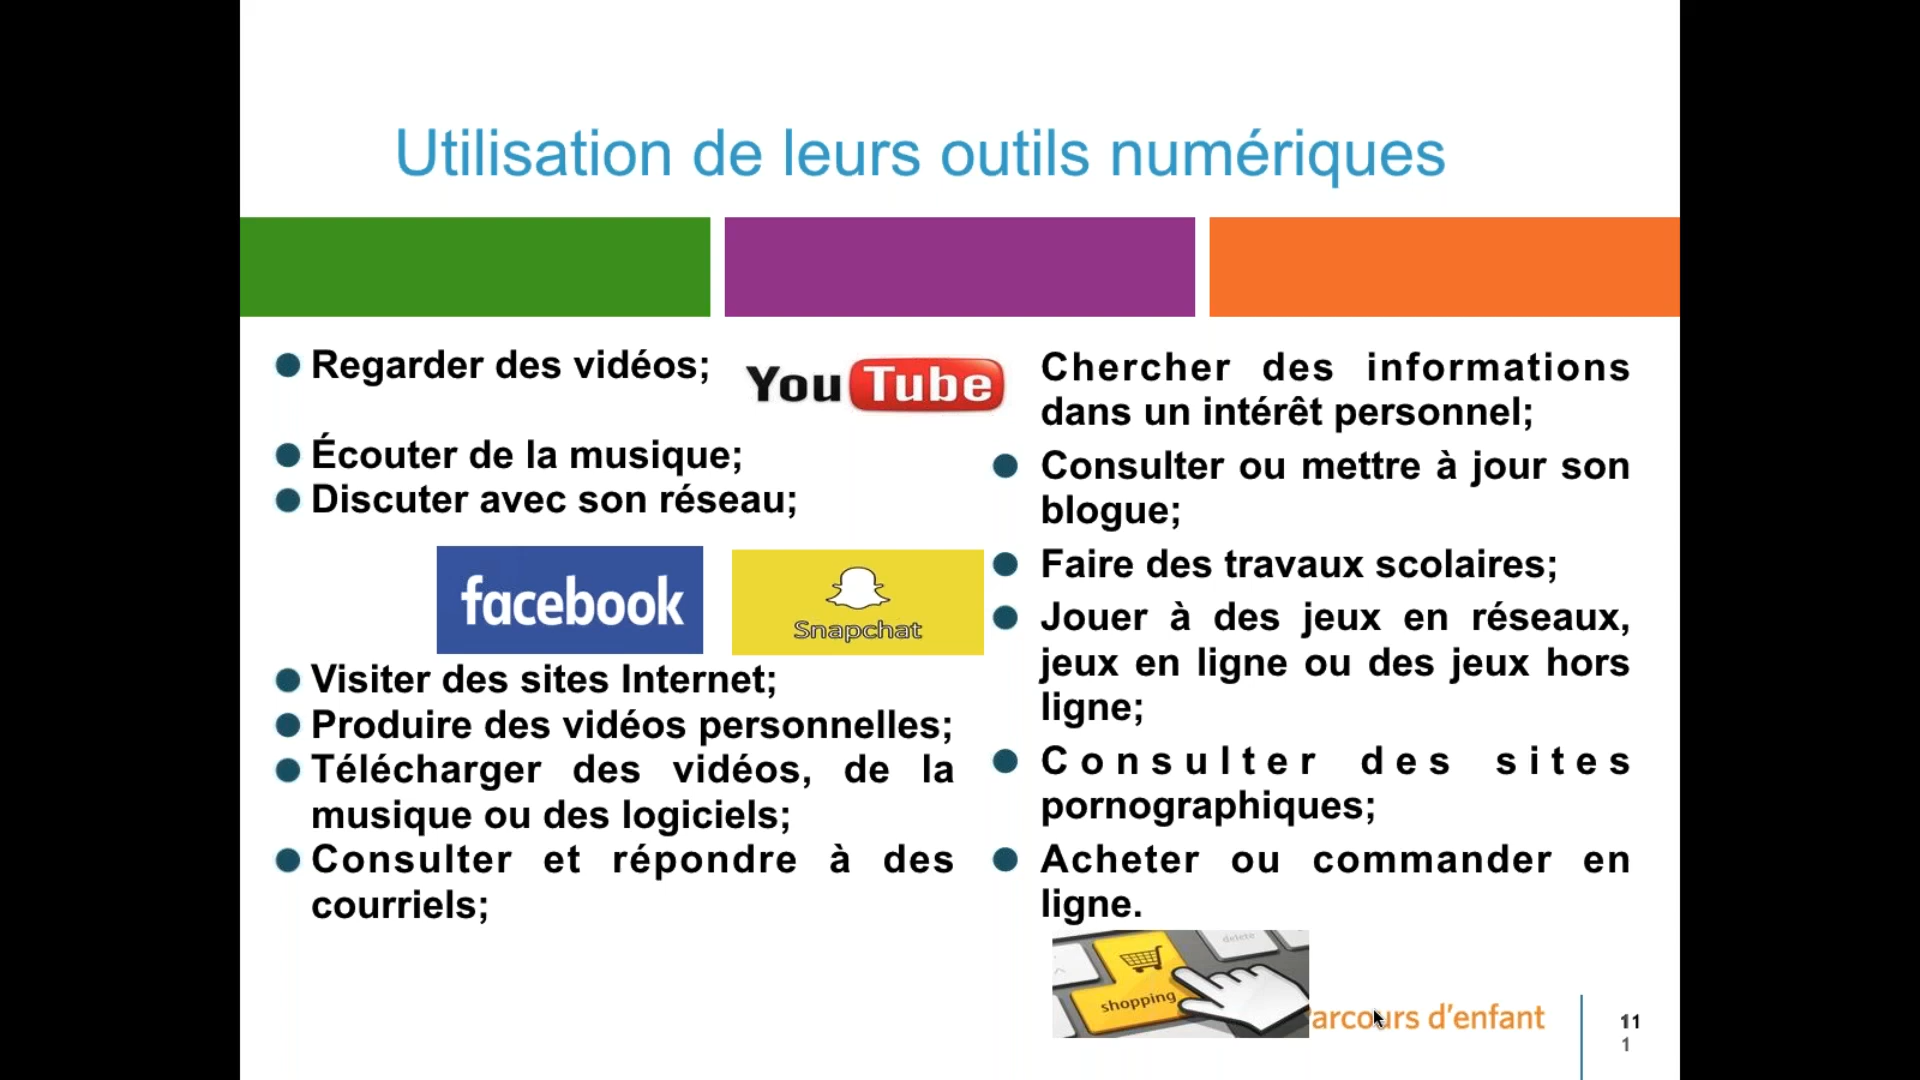 Utilisation de leurs outils numériques
Regarder des vidéos;
YouTube
Écouter de la musique;
Discuter avec son réseau;
facebook
Snapchat
Visiter des sites Internet;
Produire des vidéos personnelles;
Télécharger des vidéos, de la
musique ou des logiciels;
Consulter et répondre à des
courriels;
Chercher des informations
dans un intérêt personnel;
Consulter ou mettre à jour son
blogue;
Faire des travaux scolaires;
Jouer à des jeux en réseaux,
jeux en ligne ou des jeux hors
ligne;
Consulter des sites
pornographiques;
Acheter ou commander en
ligne.
delete
shopping
arcours d'enfant
11
1